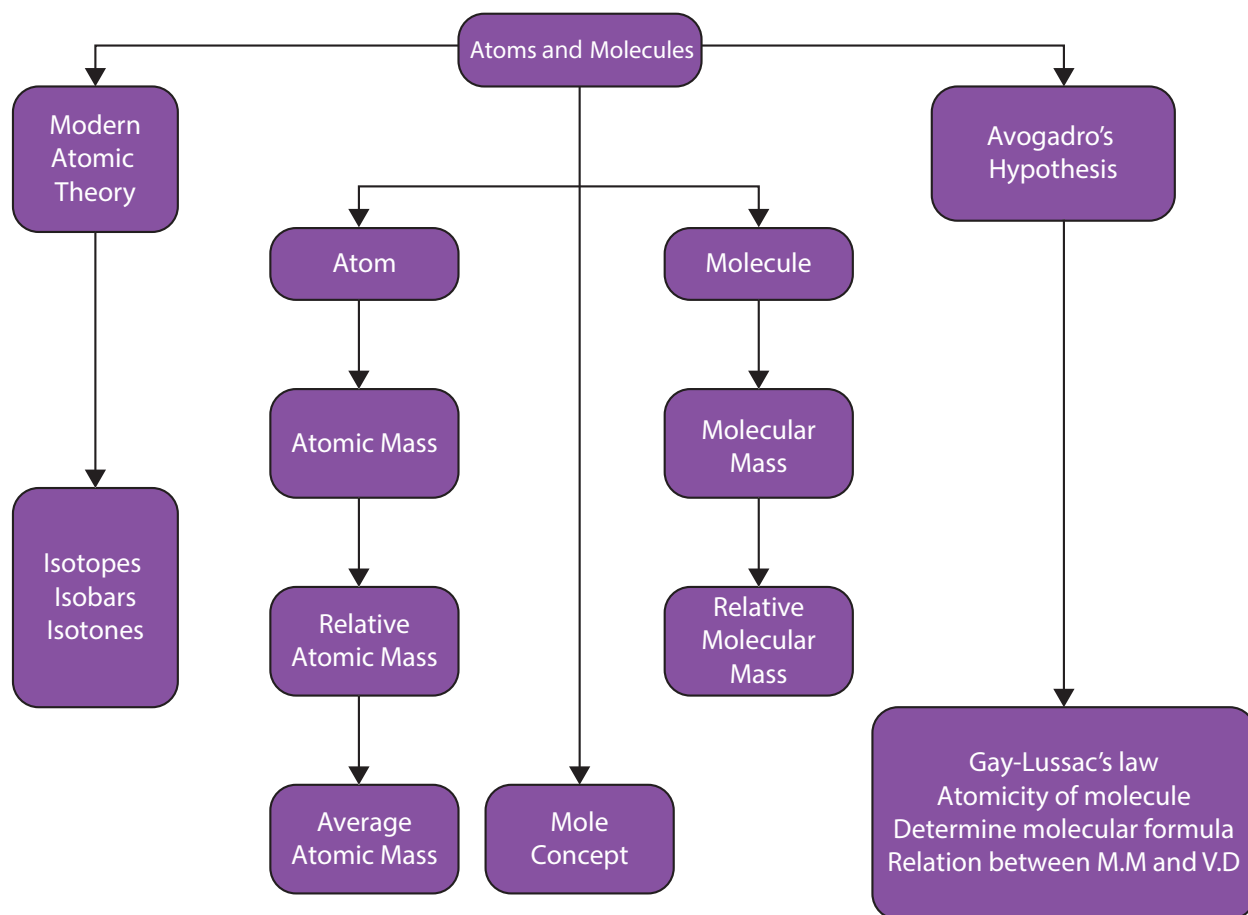 Atoms and Molecules
Modern
Atomic
Theory
Avogadro’s
Hypothesis
Atom
Molecule
Atomic Mass
Molecular
Mass
Isotopes
Isobars
Isotones
Relative
Atomic Mass
Relative
Molecular
Mass
Average
Atomic Mass
Mole
Concept
Gay-Lussac’s law
Atomicity of molecule
Determine molecular formula
Relation between M.M and V.D